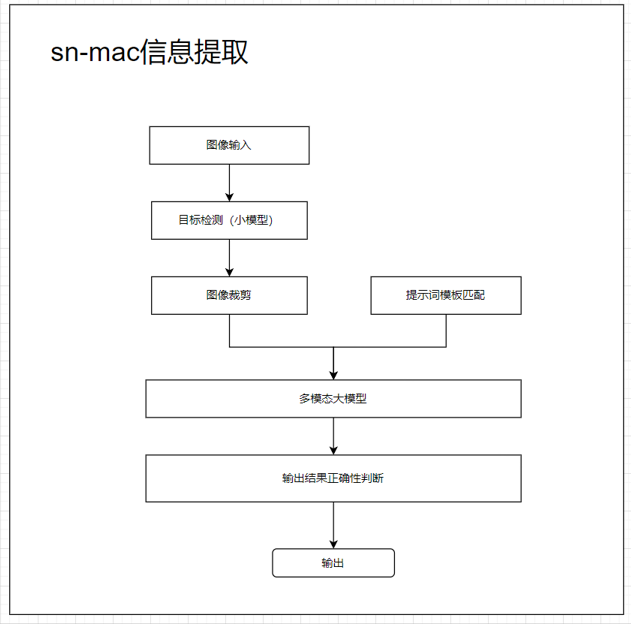 sn-mac信息提取
图像输入
目标检测（小模型）
图像裁剪
提示词模板匹配
多模态大模型
输出结果正确性判断
输出